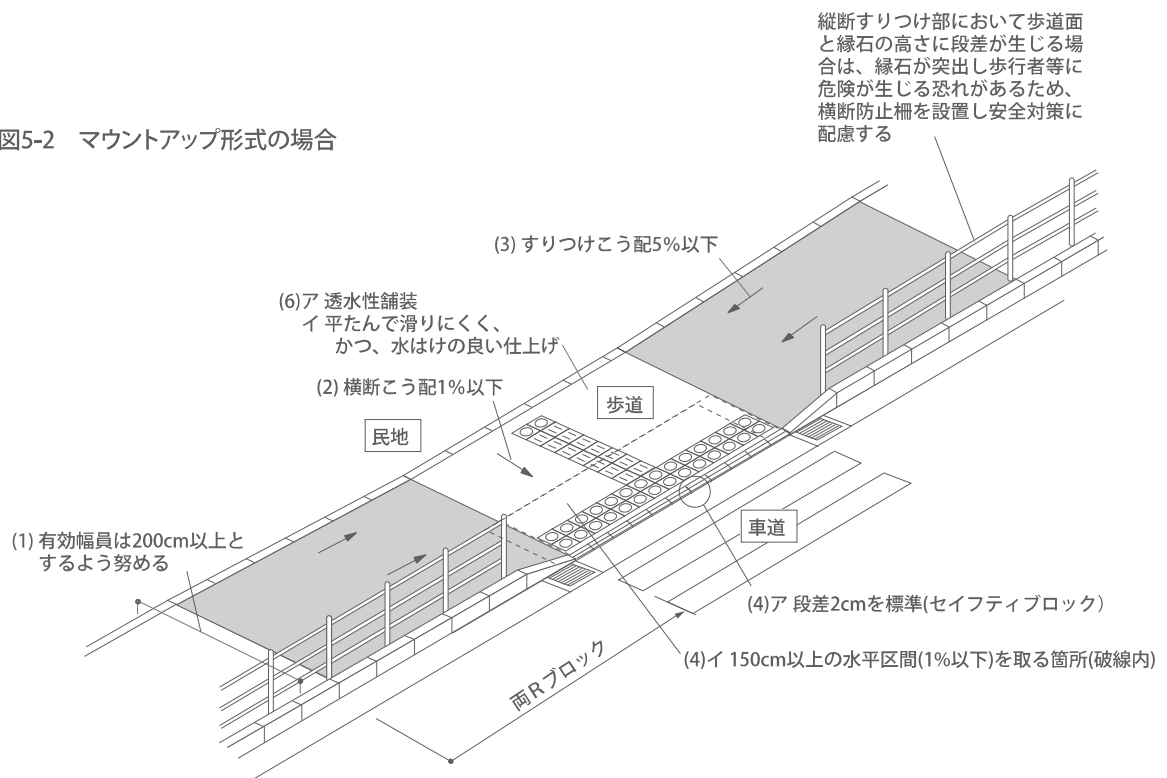 縦断すりつけ部において歩道面
と縁石の高さに段差が生じる場
合は、縁石が突出し歩行者等に
危険が生じる恐れがあるため、
横断防止柵を設置し安全対策に
配慮する
図5-2 マウントアップ形式の場合
(3) すりつけこう配5%以下
(6)ア 透水性舗装
イ 平たんで滑りにくく、
かつ、水はけの良い仕上げ
(2) 横断こう配1%以下
歩道
民地
車道
(1) 有効幅員は200cm以上と
するよう努める
(4)ア 段差2cmを標準(セイフティブロック)
(4)イ 150cm以上の水平区間(1%以下)を取る箇所(破線内)
両Rブロック